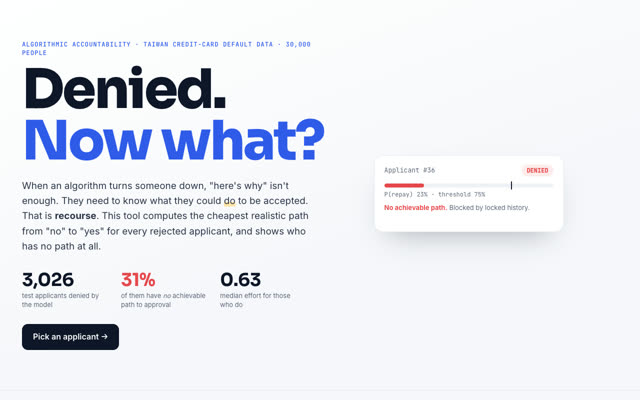 ALGORITHMIC ACCOUNTABILITY · TAIWAN CREDIT-CARD DEFAULT DATA · 30,000
PEOPLE
Denied.
Now what?
When an algorithm turns someone down, "here's why" isn't
enough. They need to know what they could do to be accepted.
That is recourse. This tool computes the cheapest realistic path
from "no" to "yes" for every rejected applicant, and shows who
has no path at all.
3,026
test applicants denied by
the model
31%
of them have no achievable
path to approval
0.63
median effort for those
who do
Pick an applicant →
Applicant #36
DENIED
P(repay) 23% · threshold 75%
No achievable path. Blocked by locked history.